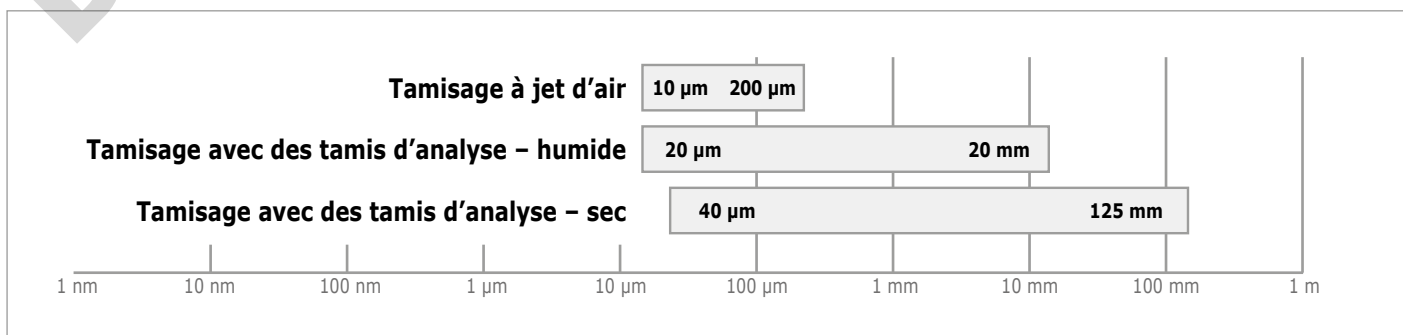 Tamisage à jet d’air 10 µm 200 µm
Tamisage avec des tamis d’analyse – humide 20 µm 20 mm
Tamisage avec des tamis d’analyse – sec 40 µm 125 mm
1 nm 10 nm 100 nm 1 µm 10 µm 100 µm 1 mm 10 mm 100 mm 1 m